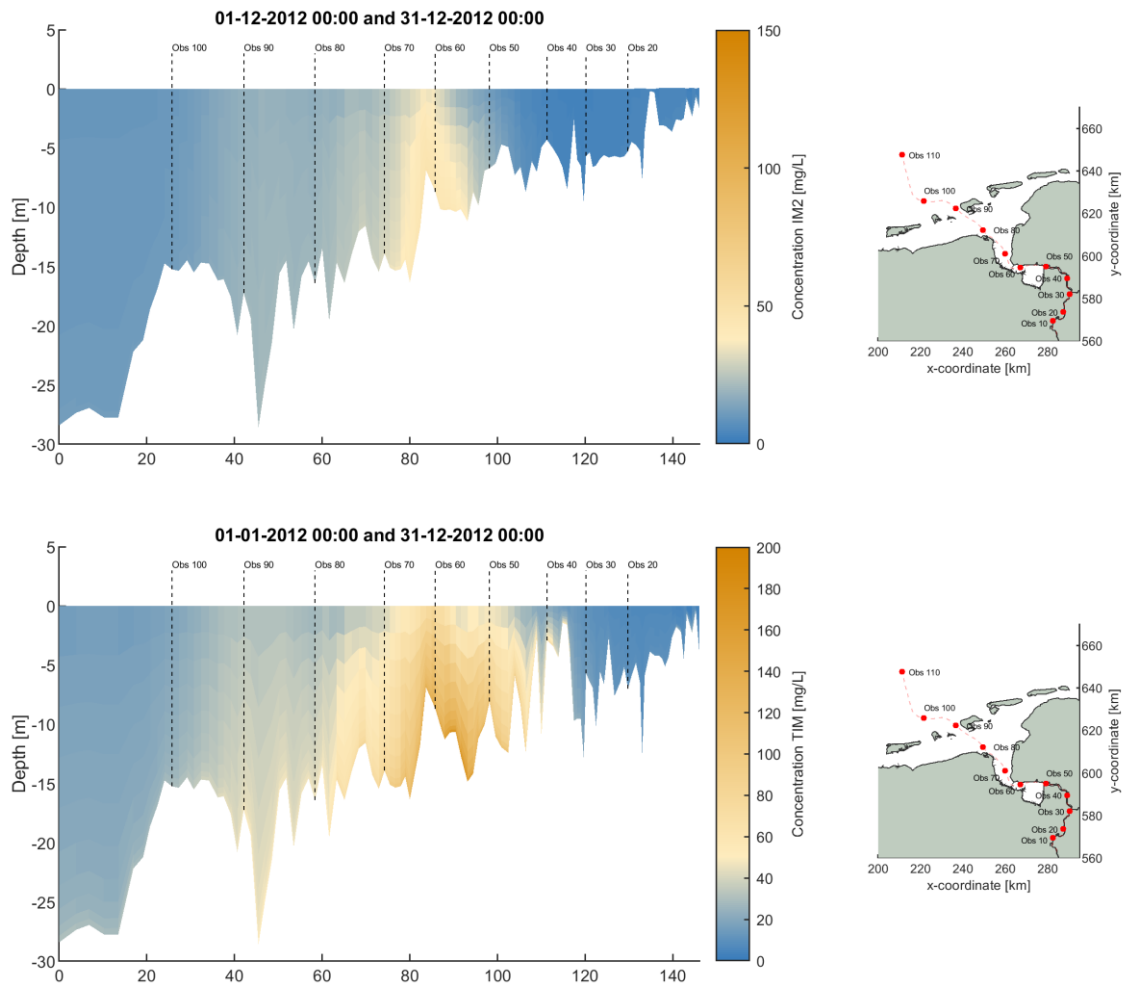 01-12-2012 00:00 and 31-12-2012 00:00
5
0
-5
-10
-15
-20
-25
-30
Depth [m]
Obs 100
Obs 90
Obs 80
Obs 70
Obs 60
Obs 50
Obs 40
Obs 30
Obs 20
0
20
40
60
80
100
120
140
150
100
50
0
Concentration IM2 [mg/L]
Obs 110
Obs 100
Obs 90
Obs 80
Obs 70
Obs 60
Obs 50
Obs 40
Obs 30
Obs 20
Obs 10
660
640
620
600
580
560
y-coordinate [km]
200
220
240
260
280
x-coordinate [km]
01-01-2012 00:00 and 31-12-2012 00:00
5
0
-5
-10
-15
-20
-25
-30
Depth [m]
Obs 100
Obs 90
Obs 80
Obs 70
Obs 60
Obs 50
Obs 40
Obs 30
Obs 20
0
20
40
60
80
100
120
140
200
180
160
140
120
100
80
60
40
20
0
Concentration TIM [mg/L]
Obs 110
Obs 100
Obs 90
Obs 80
Obs 70
Obs 60
Obs 50
Obs 40
Obs 30
Obs 20
Obs 10
660
640
620
600
580
560
y-coordinate [km]
200
220
240
260
280
x-coordinate [km]